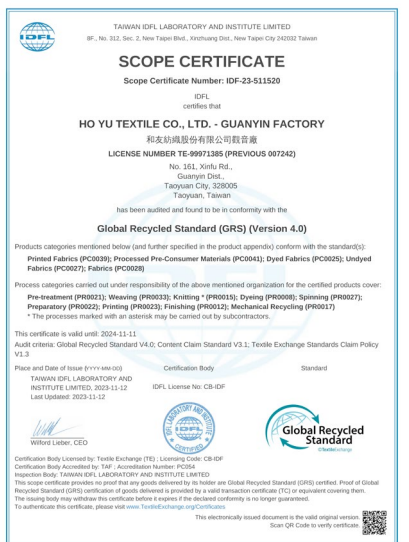 IDFL
TAIWAN IDFL LABORATORY AND INSTITUTE LIMITED
8F., No. 312, Sec. 2, New Taipei Blvd., Xinzhuang Dist., New Taipei City 242032 Taiwan
SCOPE CERTIFICATE
Scope Certificate Number: IDF-23-511520
IDFL
certifies that
HO YU TEXTILE CO., LTD. - GUANYIN FACTORY
和友紡織股份有限公司觀音廠
LICENSE NUMBER TE-99971385 (PREVIOUS 007242)
No. 161, Xinfu Rd.,
Guanyin Dist.,
Taoyuan City, 328005
Taoyuan, Taiwan
has been audited and found to be in conformity with the
Global Recycled Standard (GRS) (Version 4.0)
Products categories mentioned below (and further specified in the product appendix) conform with the standard(s):
Printed Fabrics (PC0039); Processed Pre-Consumer Materials (PC0041); Dyed Fabrics (PC0025); Undyed
Fabrics (PC0027); Fabrics (PC0028)
Process categories carried out under responsibility of the above mentioned organization for the certified products cover:
Pre-treatment (PR0021); Weaving (PR0033); Knitting * (PR0015); Dyeing (PR0008); Spinning (PR0027);
Preparatory (PR0022); Printing (PR0023); Finishing (PR0012); Mechanical Recycling (PR0017)
* The processes marked with an asterisk may be carried out by subcontractors.
This certificate is valid until: 2024-11-11
Audit criteria: Global Recycled Standard V4.0; Content Claim Standard V3.1; Textile Exchange Standards Claim Policy
V1.3
Place and Date of Issue (YYYY-MM-DD)
TAIWAN IDFL LABORATORY AND
INSTITUTE LIMITED, 2023-11-12
Last Updated: 2023-11-12
Certification Body
IDFL License No: CB-IDF
Standard
Wilford Lieber, CEO
IDFL LABORATORY AND INSTITUTE
IDFL
CERTIFIED
Global Recycled
Standard
©TextileExchange
Certification Body Licensed by: Textile Exchange (TE) ; Licensing Code: CB-IDF
Certification Body Accredited by: TAF ; Accreditation Number: PC054
Inspection Body: TAIWAN IDFL LABORATORY AND INSTITUTE LIMITED
This scope certificate provides no proof that any goods delivered by its holder are Global Recycled Standard (GRS) certified. Proof of Global
Recycled Standard (GRS) certification of goods delivered is provided by a valid transaction certificate (TC) or equivalent covering them.
The issuing body may withdraw this certificate before it expires if the declared conformity is no longer guaranteed.
To authenticate this certificate, please visit www.TextileExchange.org/Certificates
This electronically issued document is the valid original version.
Scan QR Code to verify certificate.